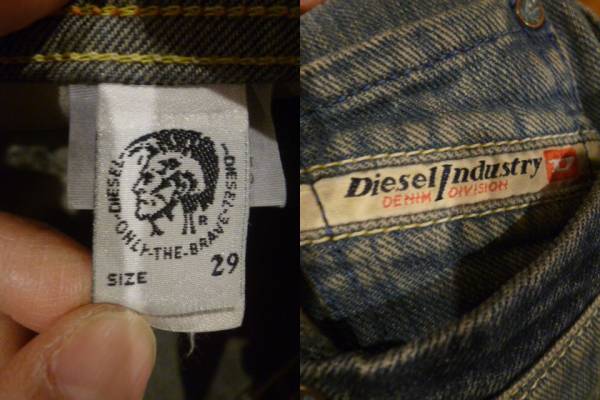 DIESEL-ONLY-THE-BRAVE-DIESEL-
R
SIZE 29
Diesel Industry D
DENIM DIVISION